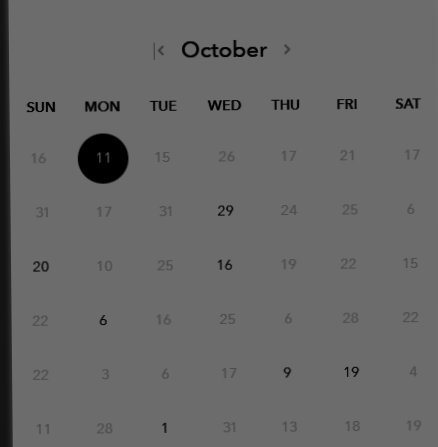 |< October >
SUN MON TUE WED THU FRI SAT
16 11 15 26 17 21 17
31 17 31 29 24 25 6
20 10 25 16 19 22 15
22 6 16 25 6 28 22
22 3 6 17 9 19 4
11 28 1 31 13 18 19